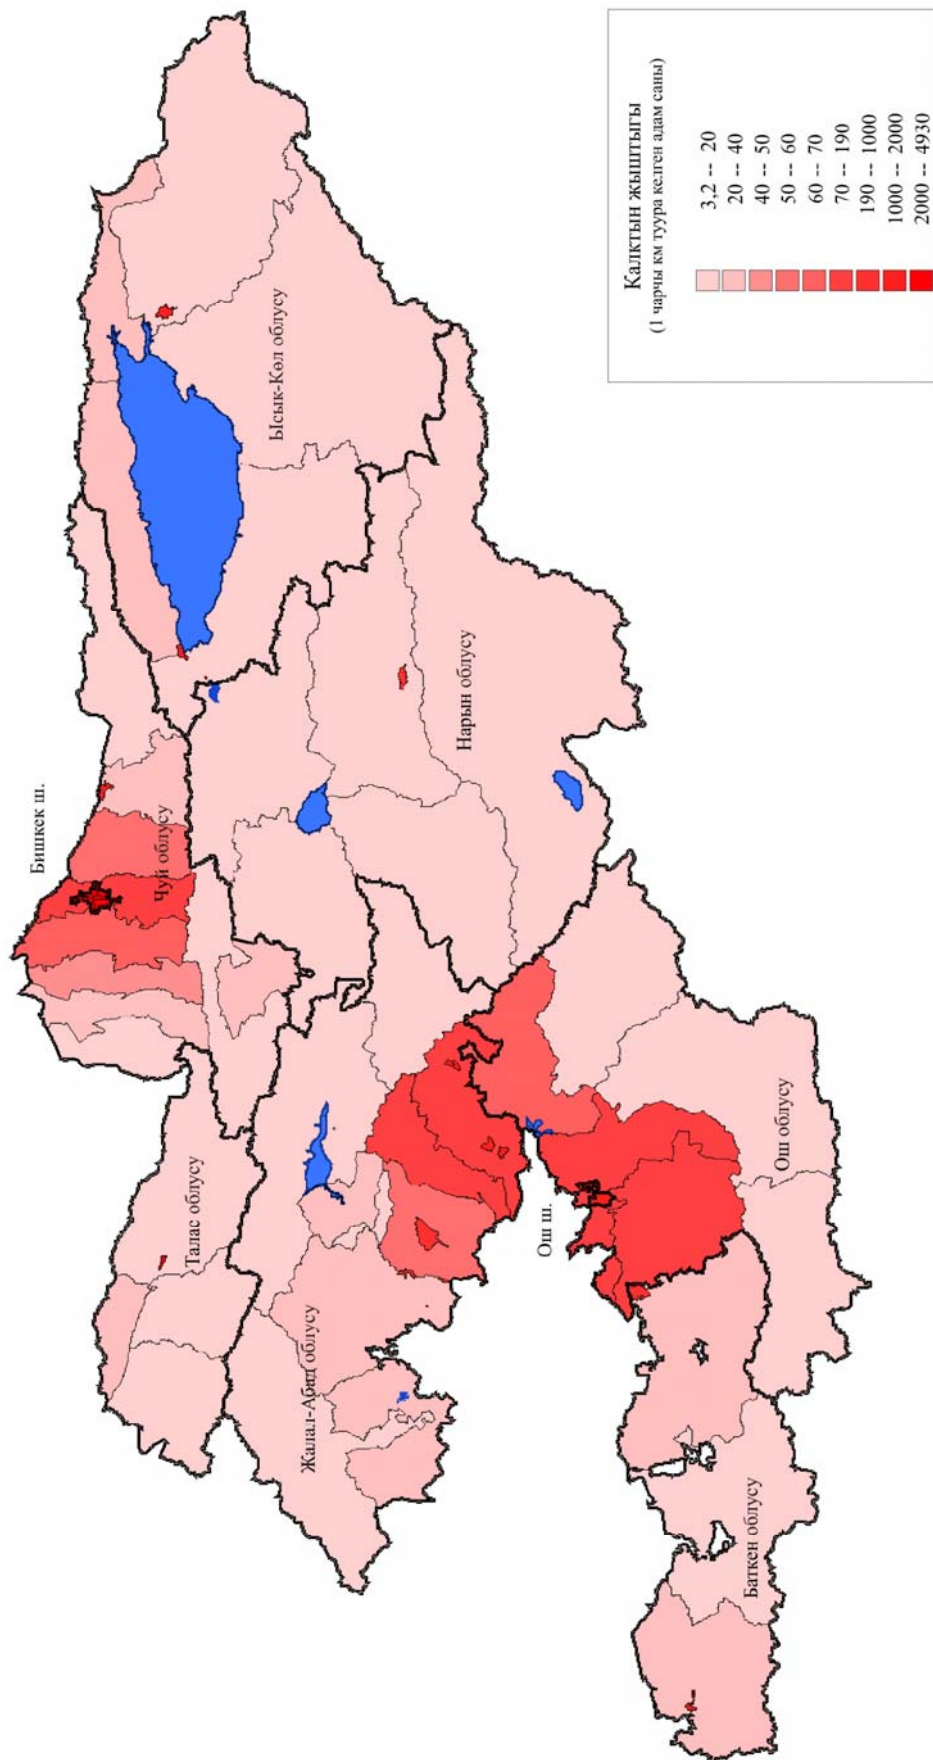 Бишкек ш.
Чуй облусу
Ысык-Көл облусу
Талас облусу
Нарын облусу
Жалал-Абад облусу
Ош ш.
Ош облусу
Баткен облусу
Калктын жыштыгы
(1 чарчы км туура келген адам саны)
3,2 -- 20
20 -- 40
40 -- 50
50 -- 60
60 -- 70
70 -- 190
190 -- 1000
1000 -- 2000
2000 -- 4930